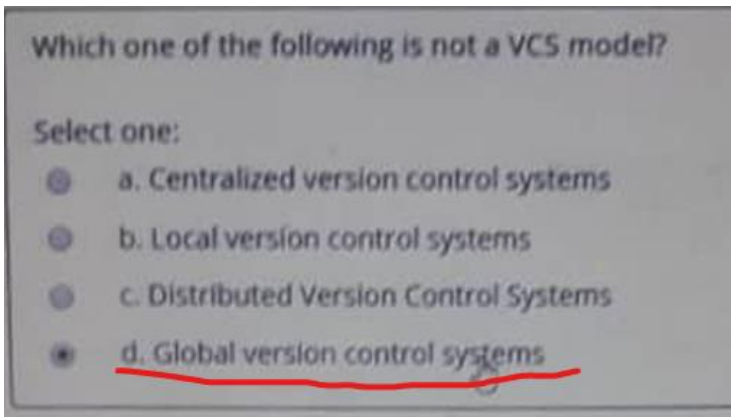 Which one of the following is not a VCS model?
Select one:
a. Centralized version control systems
b. Local version control systems
c. Distributed Version Control Systems
d. Global version control systems